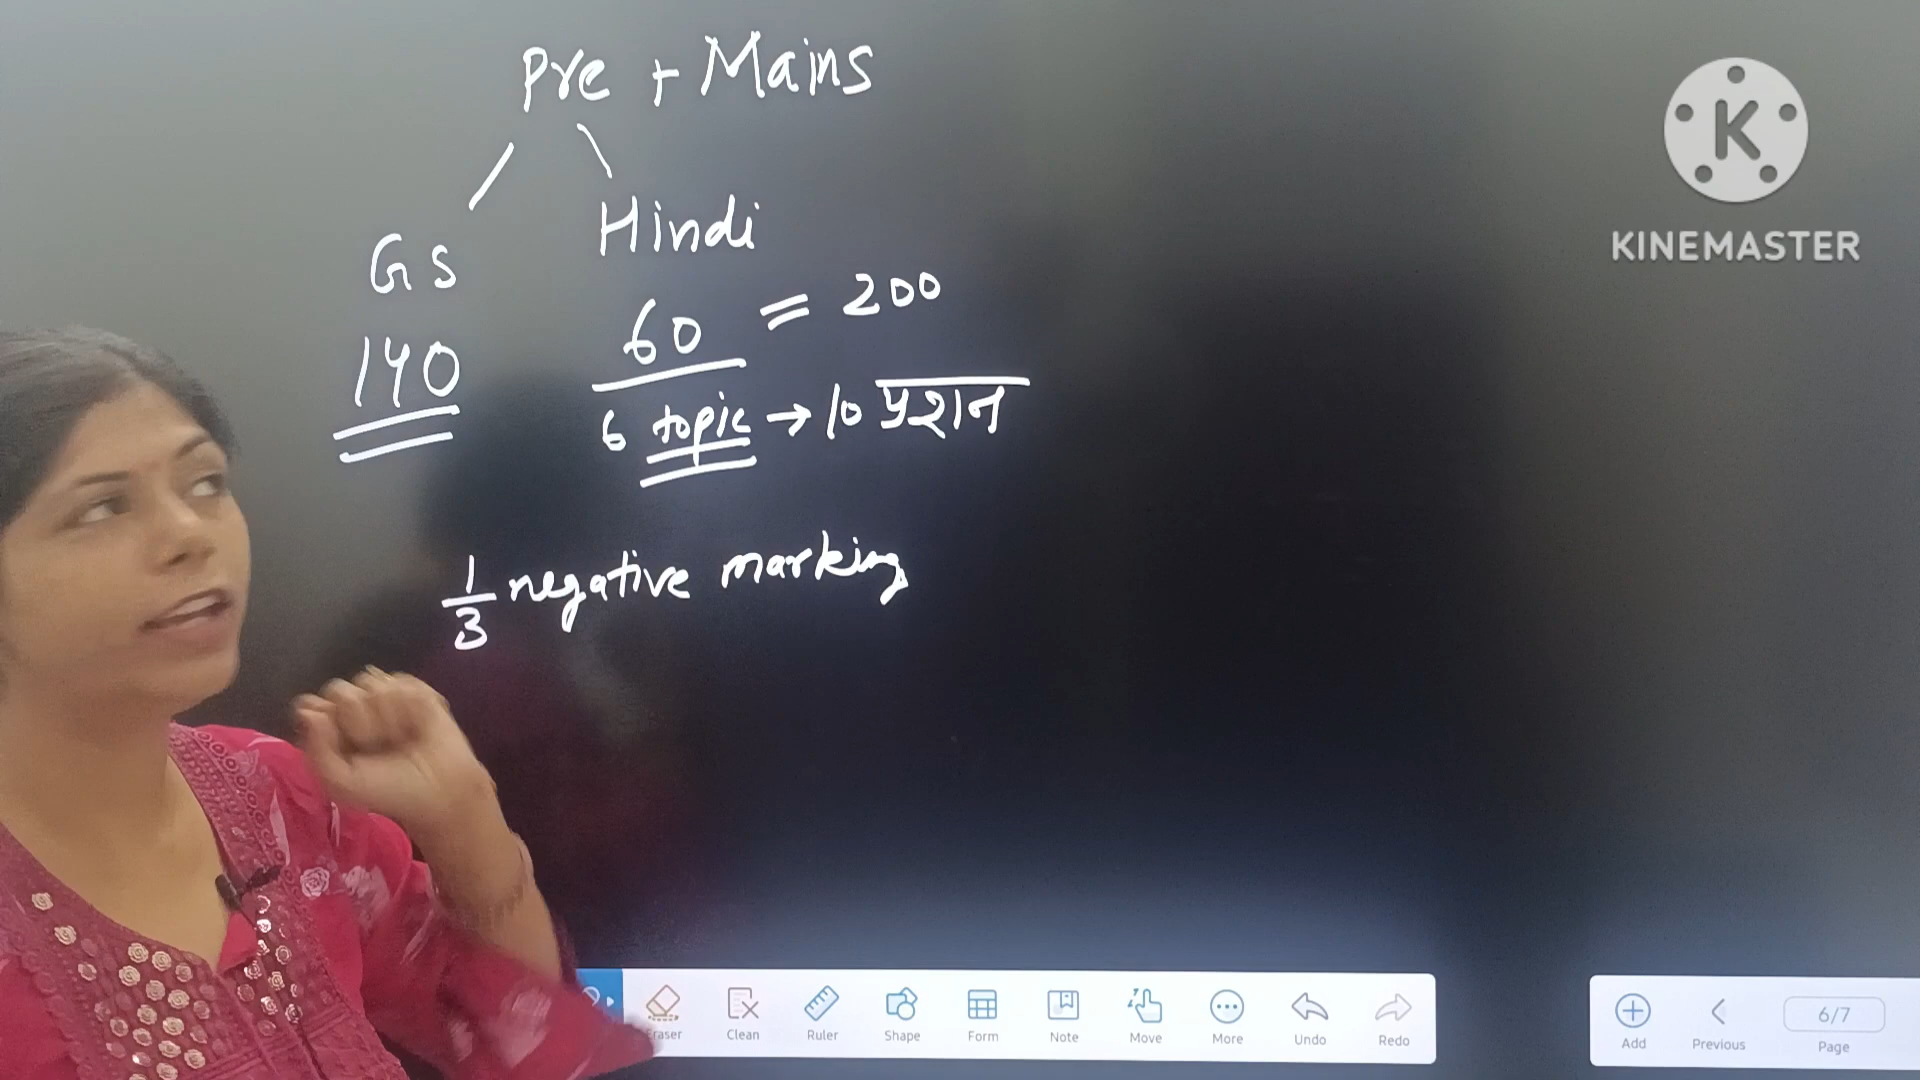 Pre + Mains
GS Hindi
140 60 = 200
6 topic → 10 प्रशन
1/3 negative marking
KINEMASTER
Eraser Clean Ruler Shape Form Note Move More Undo Redo
Add Previous 6/7 Page